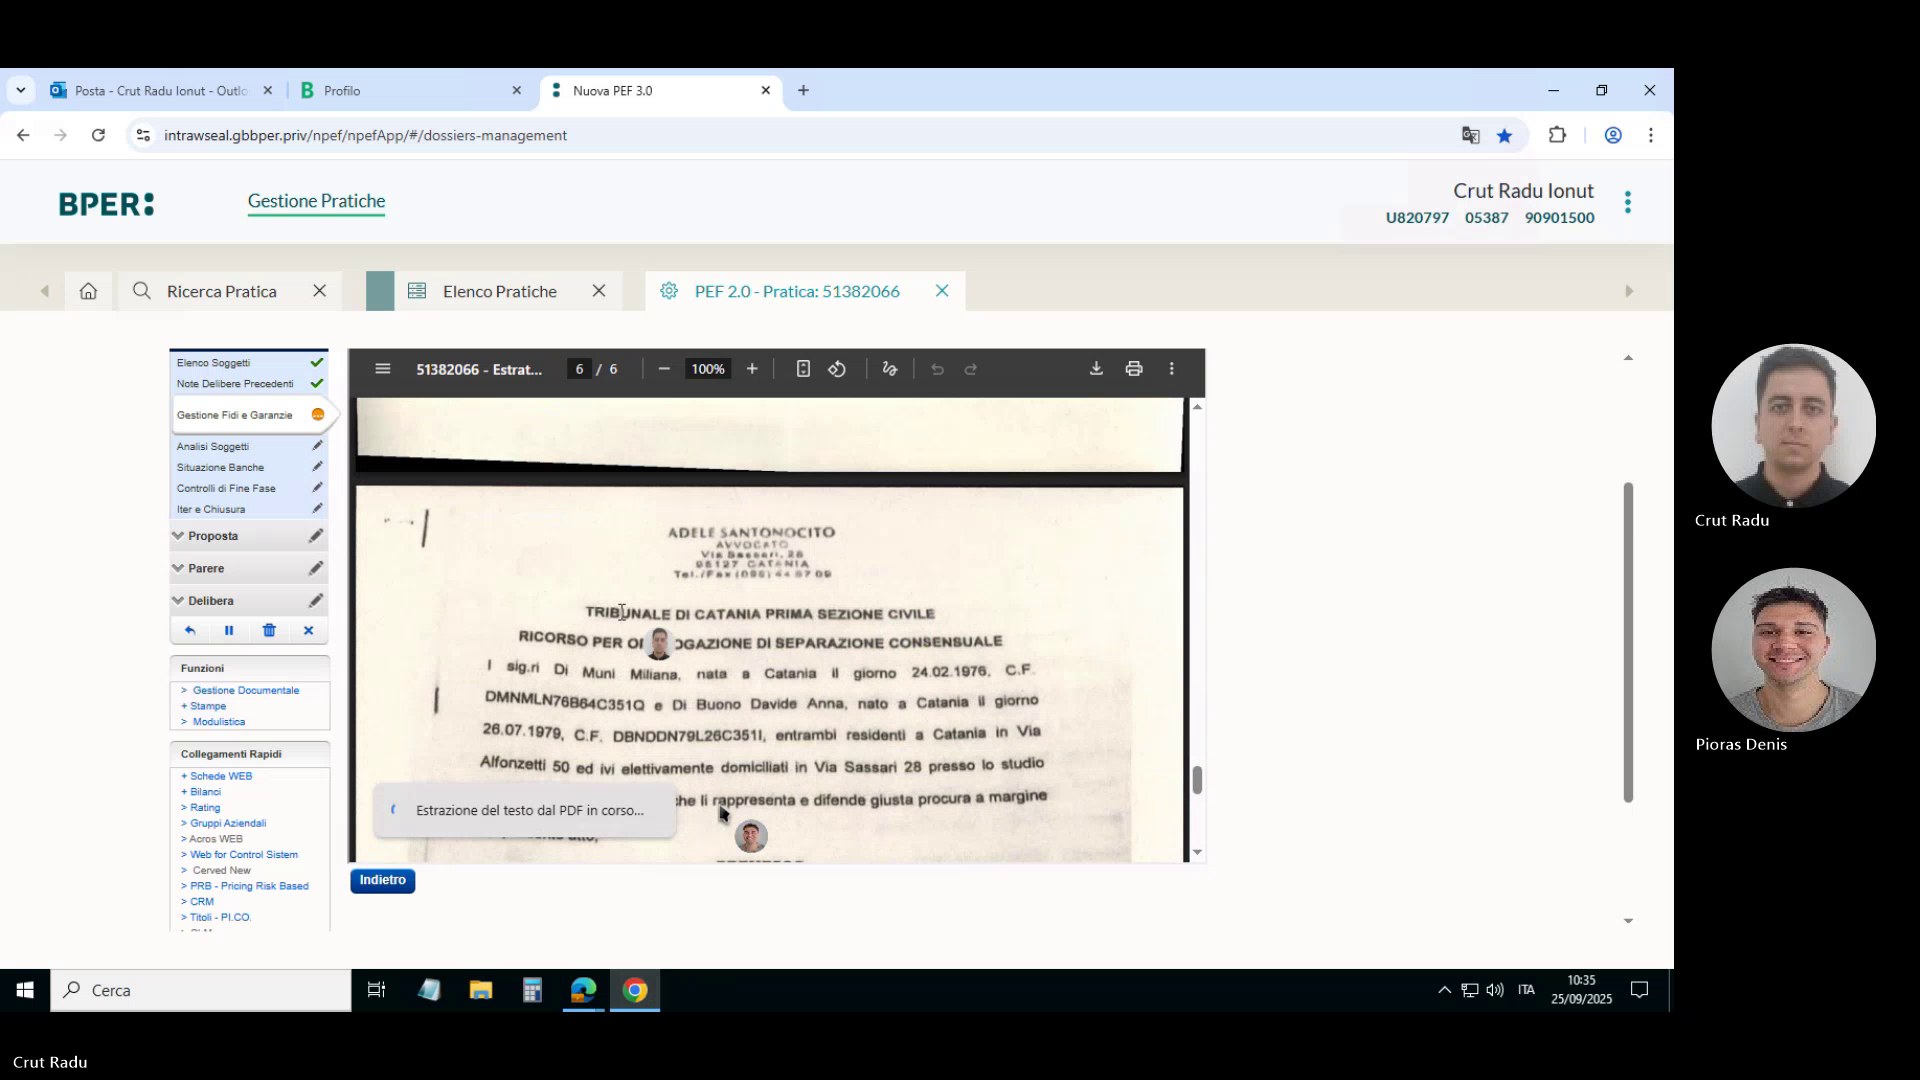 Posta - Crut Radu Ionut - Outlo
Profilo
Nuova PEF 3.0
intrawseal.gbbper.priv/npef/npefApp/#/dossiers-management
BPER:
Gestione Pratiche
Crut Radu Ionut
U820797 05387 90901500
Ricerca Pratica
Elenco Pratiche
PEF 2.0 - Pratica: 51382066
Elenco Soggetti
Note Delibere Precedenti
Gestione Fidi e Garanzie
Analisi Soggetti
Situazione Banche
Controlli di Fine Fase
Iter e Chiusura
Proposta
Parere
Delibera
Funzioni
> Gestione Documentale
+ Stampe
> Modulistica
Collegamenti Rapidi
+ Schede WEB
+ Bilanci
> Rating
> Gruppi Aziendali
> Acros WEB
> Web for Control Sistem
> Cerved New
> PRB - Pricing Risk Based
> CRM
> Titoli - PI.CO.
51382066 - Estrat...
6 / 6
100%
ADELE SANTONOCITO
AVVOCATO
Via Sassari, 28
95127 CATANIA
TRIBUNALE DI CATANIA PRIMA SEZIONE CIVILE
RICORSO PER OGAZIONE DI SEPARAZIONE CONSENSUALE
I sig.ri Di Muni Miliana, nata a Catania il giorno 24.02.1976, C.F.
DMNMLN76B64C351Q e Di Buono Davide Anna, nato a Catania il giorno
26.07.1979, C.F. DBNDDN79L26C351I, entrambi residenti a Catania in Via
Alfonzetti 50 ed ivi elettivamente domiciliati in Via Sassari 28 presso lo studio
che li rappresenta e difende giusta procura a margine
Estrazione del testo dal PDF in corso...
Indietro
Crut Radu
Pioras Denis
Cerca
ITA
10:35
25/09/2025
Crut Radu